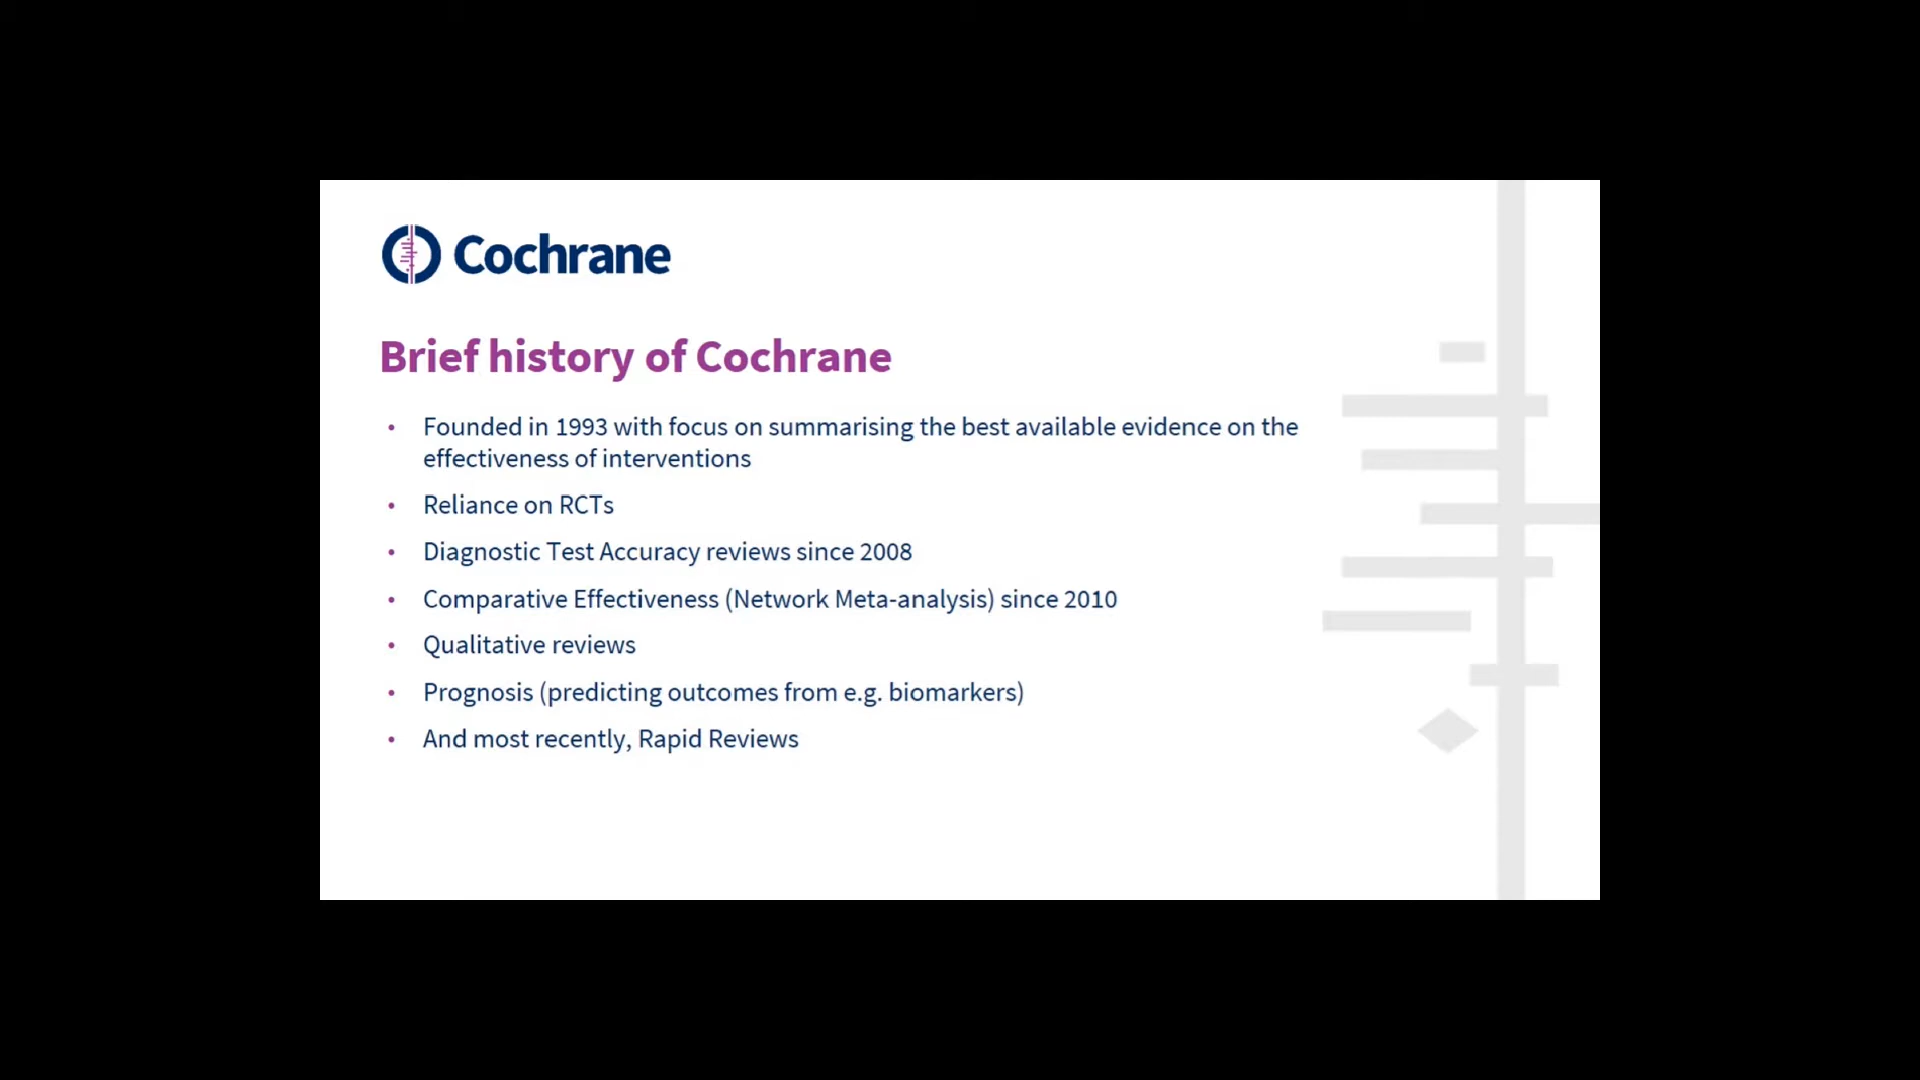 Cochrane
Brief history of Cochrane
• Founded in 1993 with focus on summarising the best available evidence on the
effectiveness of interventions
• Reliance on RCTs
• Diagnostic Test Accuracy reviews since 2008
• Comparative Effectiveness (Network Meta-analysis) since 2010
• Qualitative reviews
• Prognosis (predicting outcomes from e.g. biomarkers)
• And most recently, Rapid Reviews